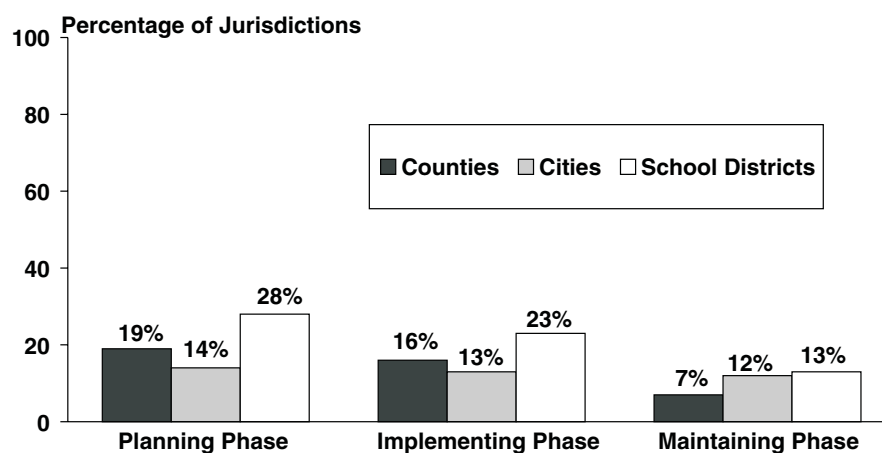 Percentage of Jurisdictions
100
80
60
40
20
0
Counties Cities School Districts
19% 14% 28%
16% 13% 23%
7% 12% 13%
Planning Phase Implementing Phase Maintaining Phase